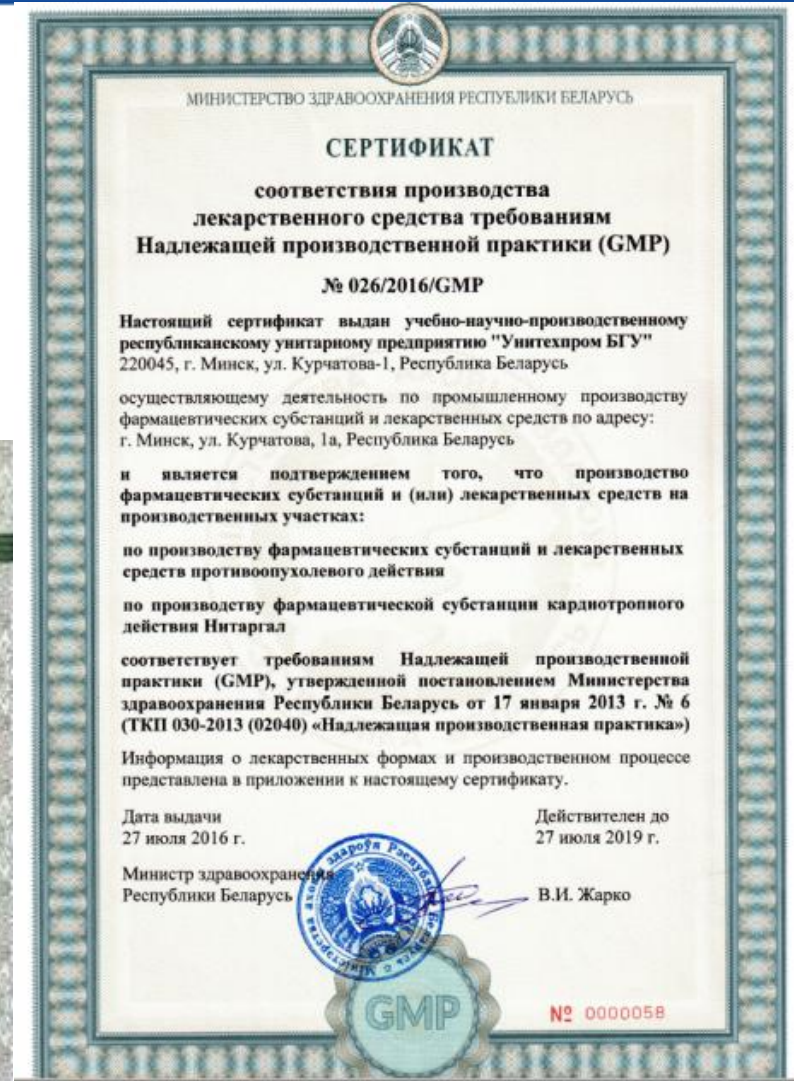 МИНИСТЕРСТВО ЗДРАВООХРАНЕНИЯ РЕСПУБЛИКИ БЕЛАРУСЬ
СЕРТИФИКАТ
соответствия производства
лекарственного средства требованиям
Надлежащей производственной практики (GMP)
№ 026/2016/GMP
Настоящий сертификат выдан учебно-научно-производственному
республиканскому унитарному предприятию "Унитехпром БГУ"
220045, г. Минск, ул. Курчатова-1, Республика Беларусь
осуществляющему деятельность по промышленному производству
фармацевтических субстанций и лекарственных средств по адресу:
г. Минск, ул. Курчатова, 1а, Республика Беларусь
и является подтверждением того, что производство
фармацевтических субстанций и (или) лекарственных средств на
производственных участках:
по производству фармацевтических субстанций и лекарственных
средств противоопухолевого действия
по производству фармацевтической субстанции кардиотропного
действия Нитаргал
соответствует требованиям Надлежащей производственной
практики (GMP), утвержденной постановлением Министерства
здравоохранения Республики Беларусь от 17 января 2013 г. № 6
(ТКП 030-2013 (02040) «Надлежащая производственная практика»)
Информация о лекарственных формах и производственном процессе
представлена в приложении к настоящему сертификату.
Дата выдачи
27 июля 2016 г.
Действителен до
27 июля 2019 г.
Министр здравоохранения
Республики Беларусь
В.И. Жарко
GMP
№ 0000058